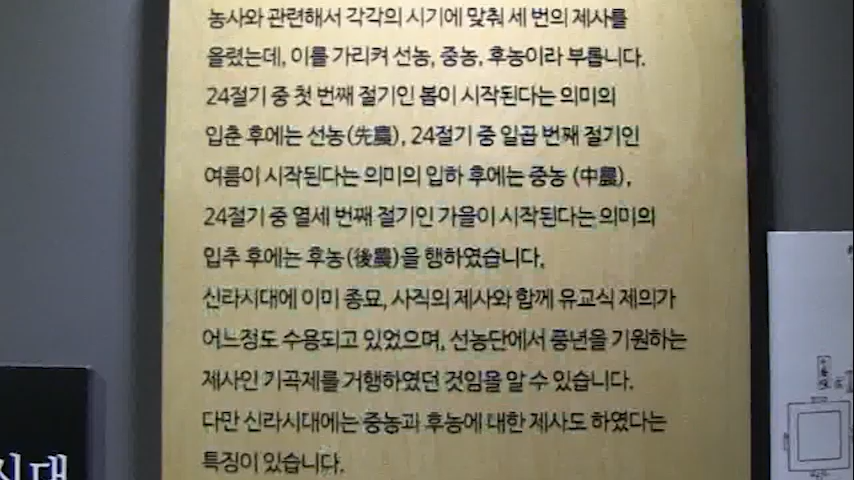 농사와 관련해서 각각의 시기에 맞춰 세 번의 제사를
올렸는데, 이를 가리켜 선농, 중농, 후농이라 부릅니다.
24절기 중 첫 번째 절기인 봄이 시작된다는 의미의
입춘 후에는 선농(先農), 24절기 중 일곱 번째 절기인
여름이 시작된다는 의미의 입하 후에는 중농 (中農),
24절기 중 열세 번째 절기인 가을이 시작된다는 의미의
입추 후에는 후농(後農)을 행하였습니다.
신라시대에 이미 종묘, 사직의 제사와 함께 유교식 제의가
어느정도 수용되고 있었으며, 선농단에서 풍년을 기원하는
제사인 기곡제를 거행하였던 것임을 알 수 있습니다.
다만 신라시대에는 중농과 후농에 대한 제사도 하였다는
특징이 있습니다.
시대